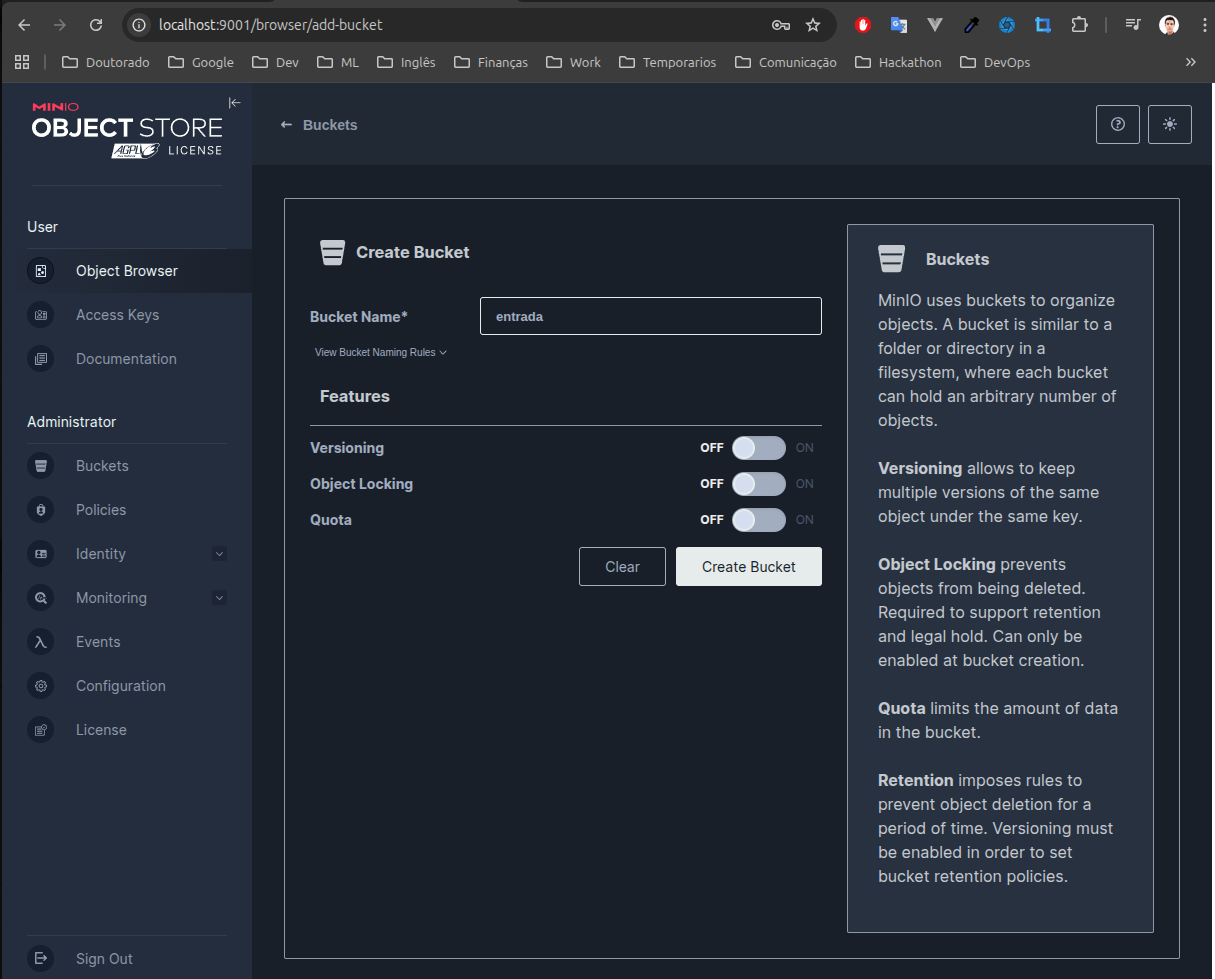 localhost:9001/browser/add-bucket
Doutorado
Google
Dev
ML
Inglês
Finanças
Work
Temporarios
Comunicação
Hackathon
DevOps
MINIO
OBJECT STORE
AGPLV3 LICENSE
User
Object Browser
Access Keys
Documentation
Administrator
Buckets
Policies
Identity
Monitoring
Events
Configuration
License
Sign Out
Buckets
Create Bucket
Bucket Name*
entrada
View Bucket Naming Rules
Features
Versioning
OFF ON
Object Locking
OFF ON
Quota
OFF ON
Clear
Create Bucket
Buckets
MinIO uses buckets to organize
objects. A bucket is similar to a
folder or directory in a
filesystem, where each bucket
can hold an arbitrary number of
objects.
Versioning allows to keep
multiple versions of the same
object under the same key.
Object Locking prevents
objects from being deleted.
Required to support retention
and legal hold. Can only be
enabled at bucket creation.
Quota limits the amount of data
in the bucket.
Retention imposes rules to
prevent object deletion for a
period of time. Versioning must
be enabled in order to set
bucket retention policies.